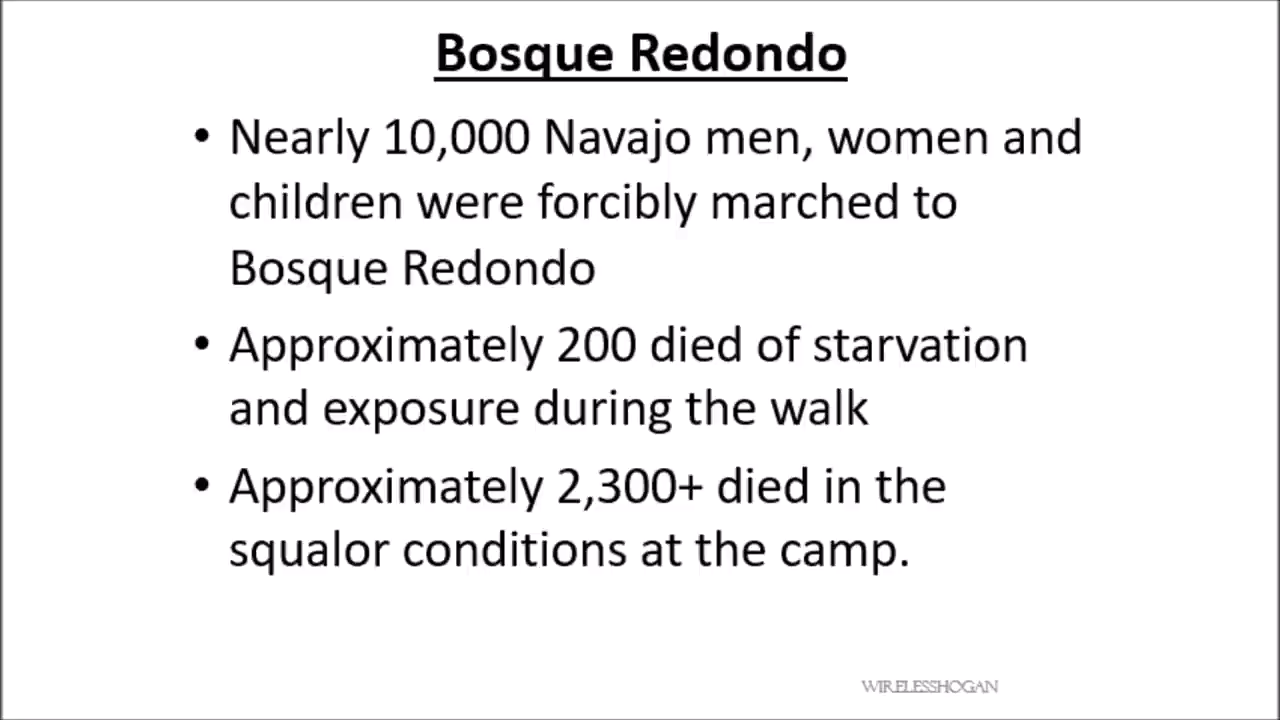 Bosque Redondo
• Nearly 10,000 Navajo men, women and
children were forcibly marched to
Bosque Redondo
• Approximately 200 died of starvation
and exposure during the walk
• Approximately 2,300+ died in the
squalor conditions at the camp.
WIRELESSHOGAN